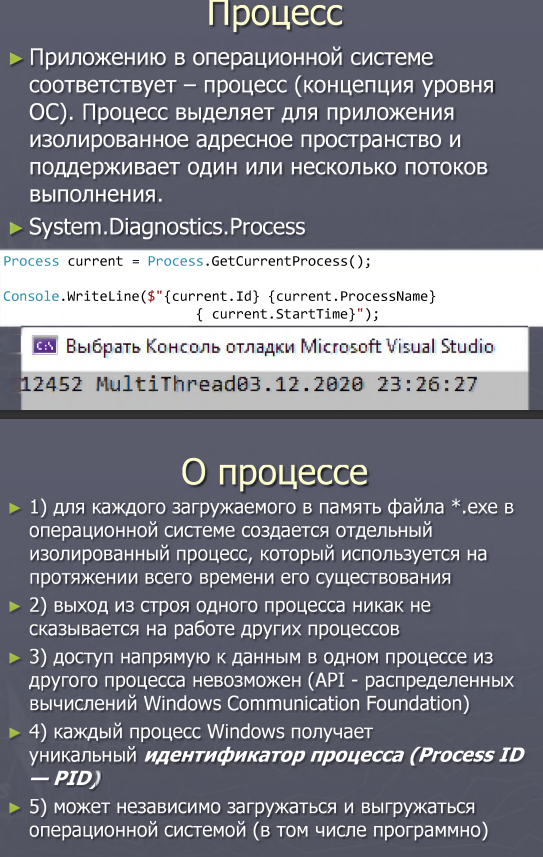 Процесс
► Приложению в операционной системе
соответствует – процесс (концепция уровня
ОС). Процесс выделяет для приложения
изолированное адресное пространство и
поддерживает один или несколько потоков
выполнения.
► System.Diagnostics.Process
Process current = Process.GetCurrentProcess();
Console.WriteLine($"{current.Id} {current.ProcessName}
{ current.StartTime}");
C:\ Выбрать Консоль отладки Microsoft Visual Studio
12452 MultiThread03.12.2020 23:26:27
О процессе
► 1) для каждого загружаемого в память файла *.exe в
операционной системе создается отдельный
изолированный процесс, который используется на
протяжении всего времени его существования
► 2) выход из строя одного процесса никак не
сказывается на работе других процессов
► 3) доступ напрямую к данным в одном процессе из
другого процесса невозможен (API - распределенных
вычислений Windows Communication Foundation)
► 4) каждый процесс Windows получает
уникальный идентификатор процесса (Process ID
— PID)
► 5) может независимо загружаться и выгружаться
операционной системой (в том числе программно)